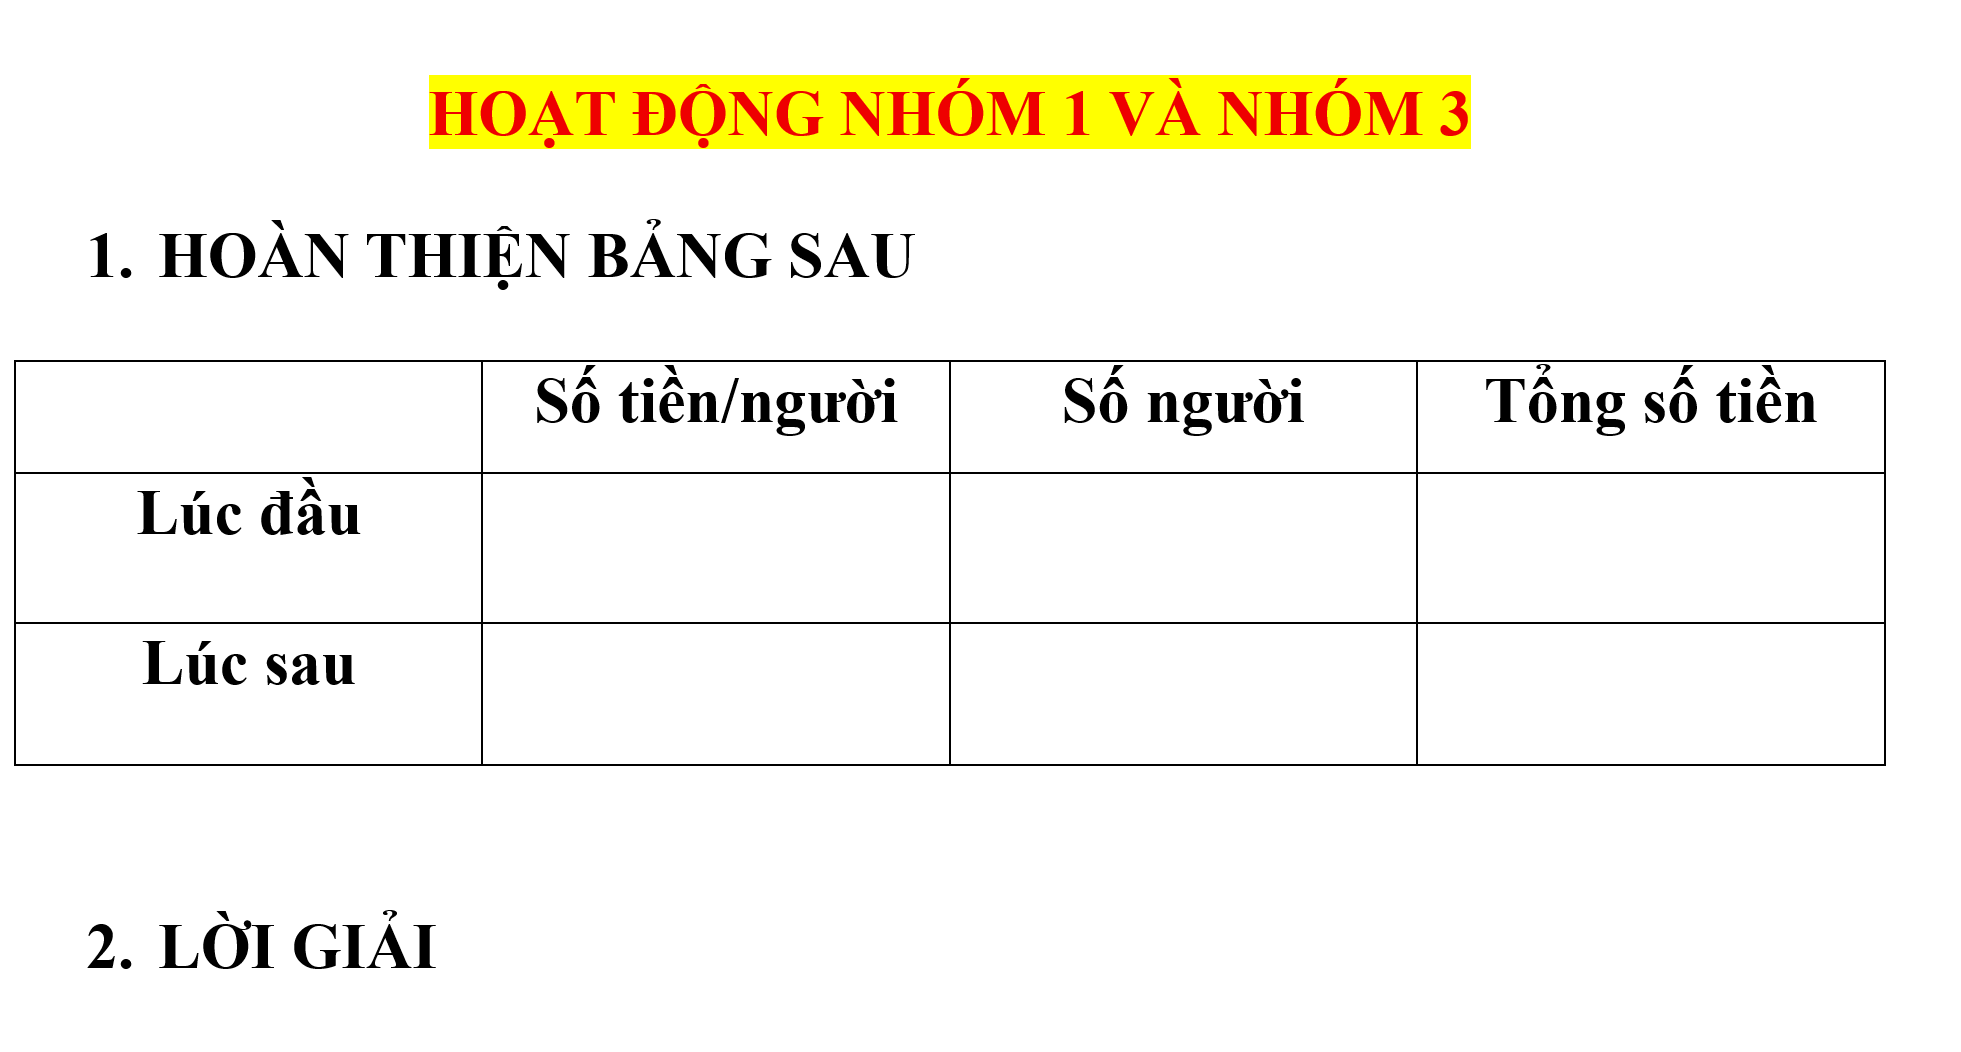 HOẠT ĐỘNG NHÓM 1 VÀ NHÓM 3
1. HOÀN THIỆN BẢNG SAU
Số tiền/người Số người Tổng số tiền
Lúc đầu
Lúc sau
2. LỜI GIẢI